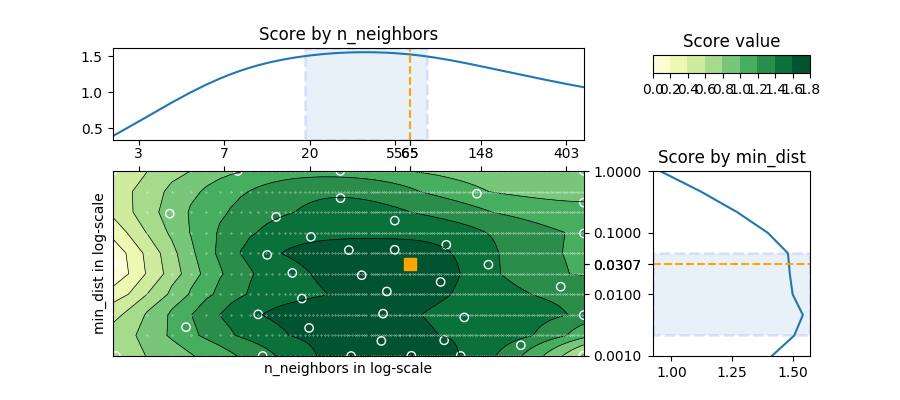 Score by n_neighbors
1.5
1.0
0.5
3 7 20 55 65 148 403
Score value
0.0 0.2 0.4 0.6 0.8 1.0 1.2 1.4 1.6 1.8
min_dist in log-scale
n_neighbors in log-scale
Score by min_dist
1.0000
0.1000
0.0307
0.0100
0.0010
1.00 1.25 1.50